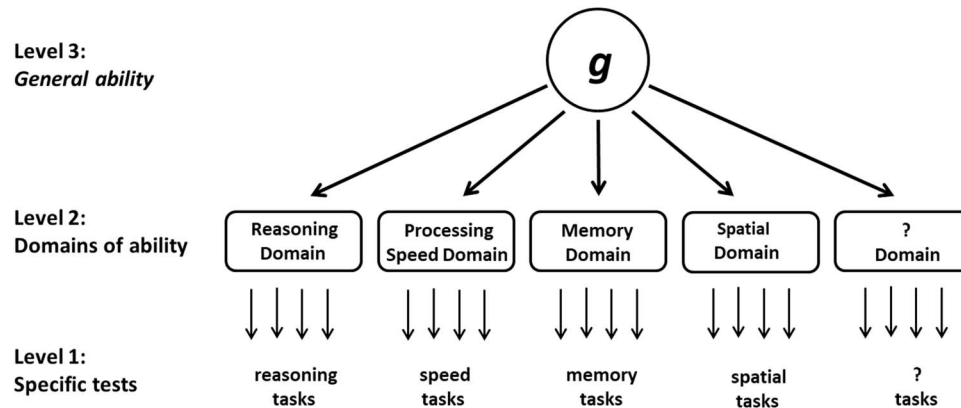 Level 3:
General ability
g
Level 2:
Domains of ability
Reasoning
Domain
Processing
Speed Domain
Memory
Domain
Spatial
Domain
?
Domain
Level 1:
Specific tests
reasoning
tasks
speed
tasks
memory
tasks
spatial
tasks
?
tasks